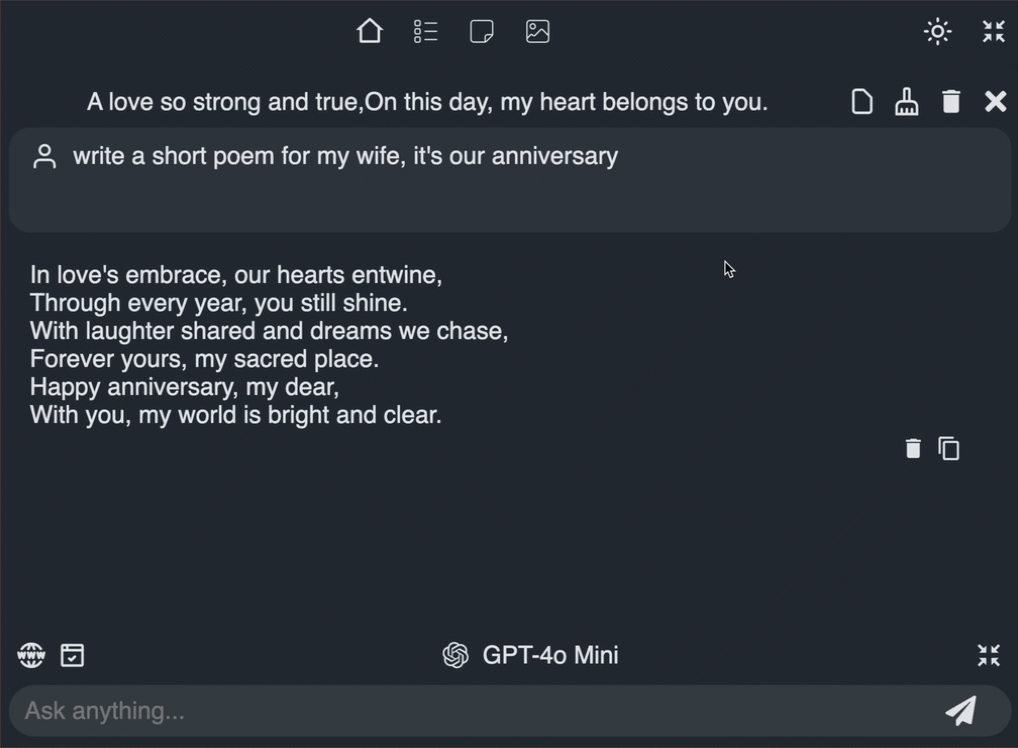 A love so strong and true,On this day, my heart belongs to you.
write a short poem for my wife, it's our anniversary
In love's embrace, our hearts entwine,
Through every year, you still shine.
With laughter shared and dreams we chase,
Forever yours, my sacred place.
Happy anniversary, my dear,
With you, my world is bright and clear.
WWW
GPT-4o Mini
Ask anything...